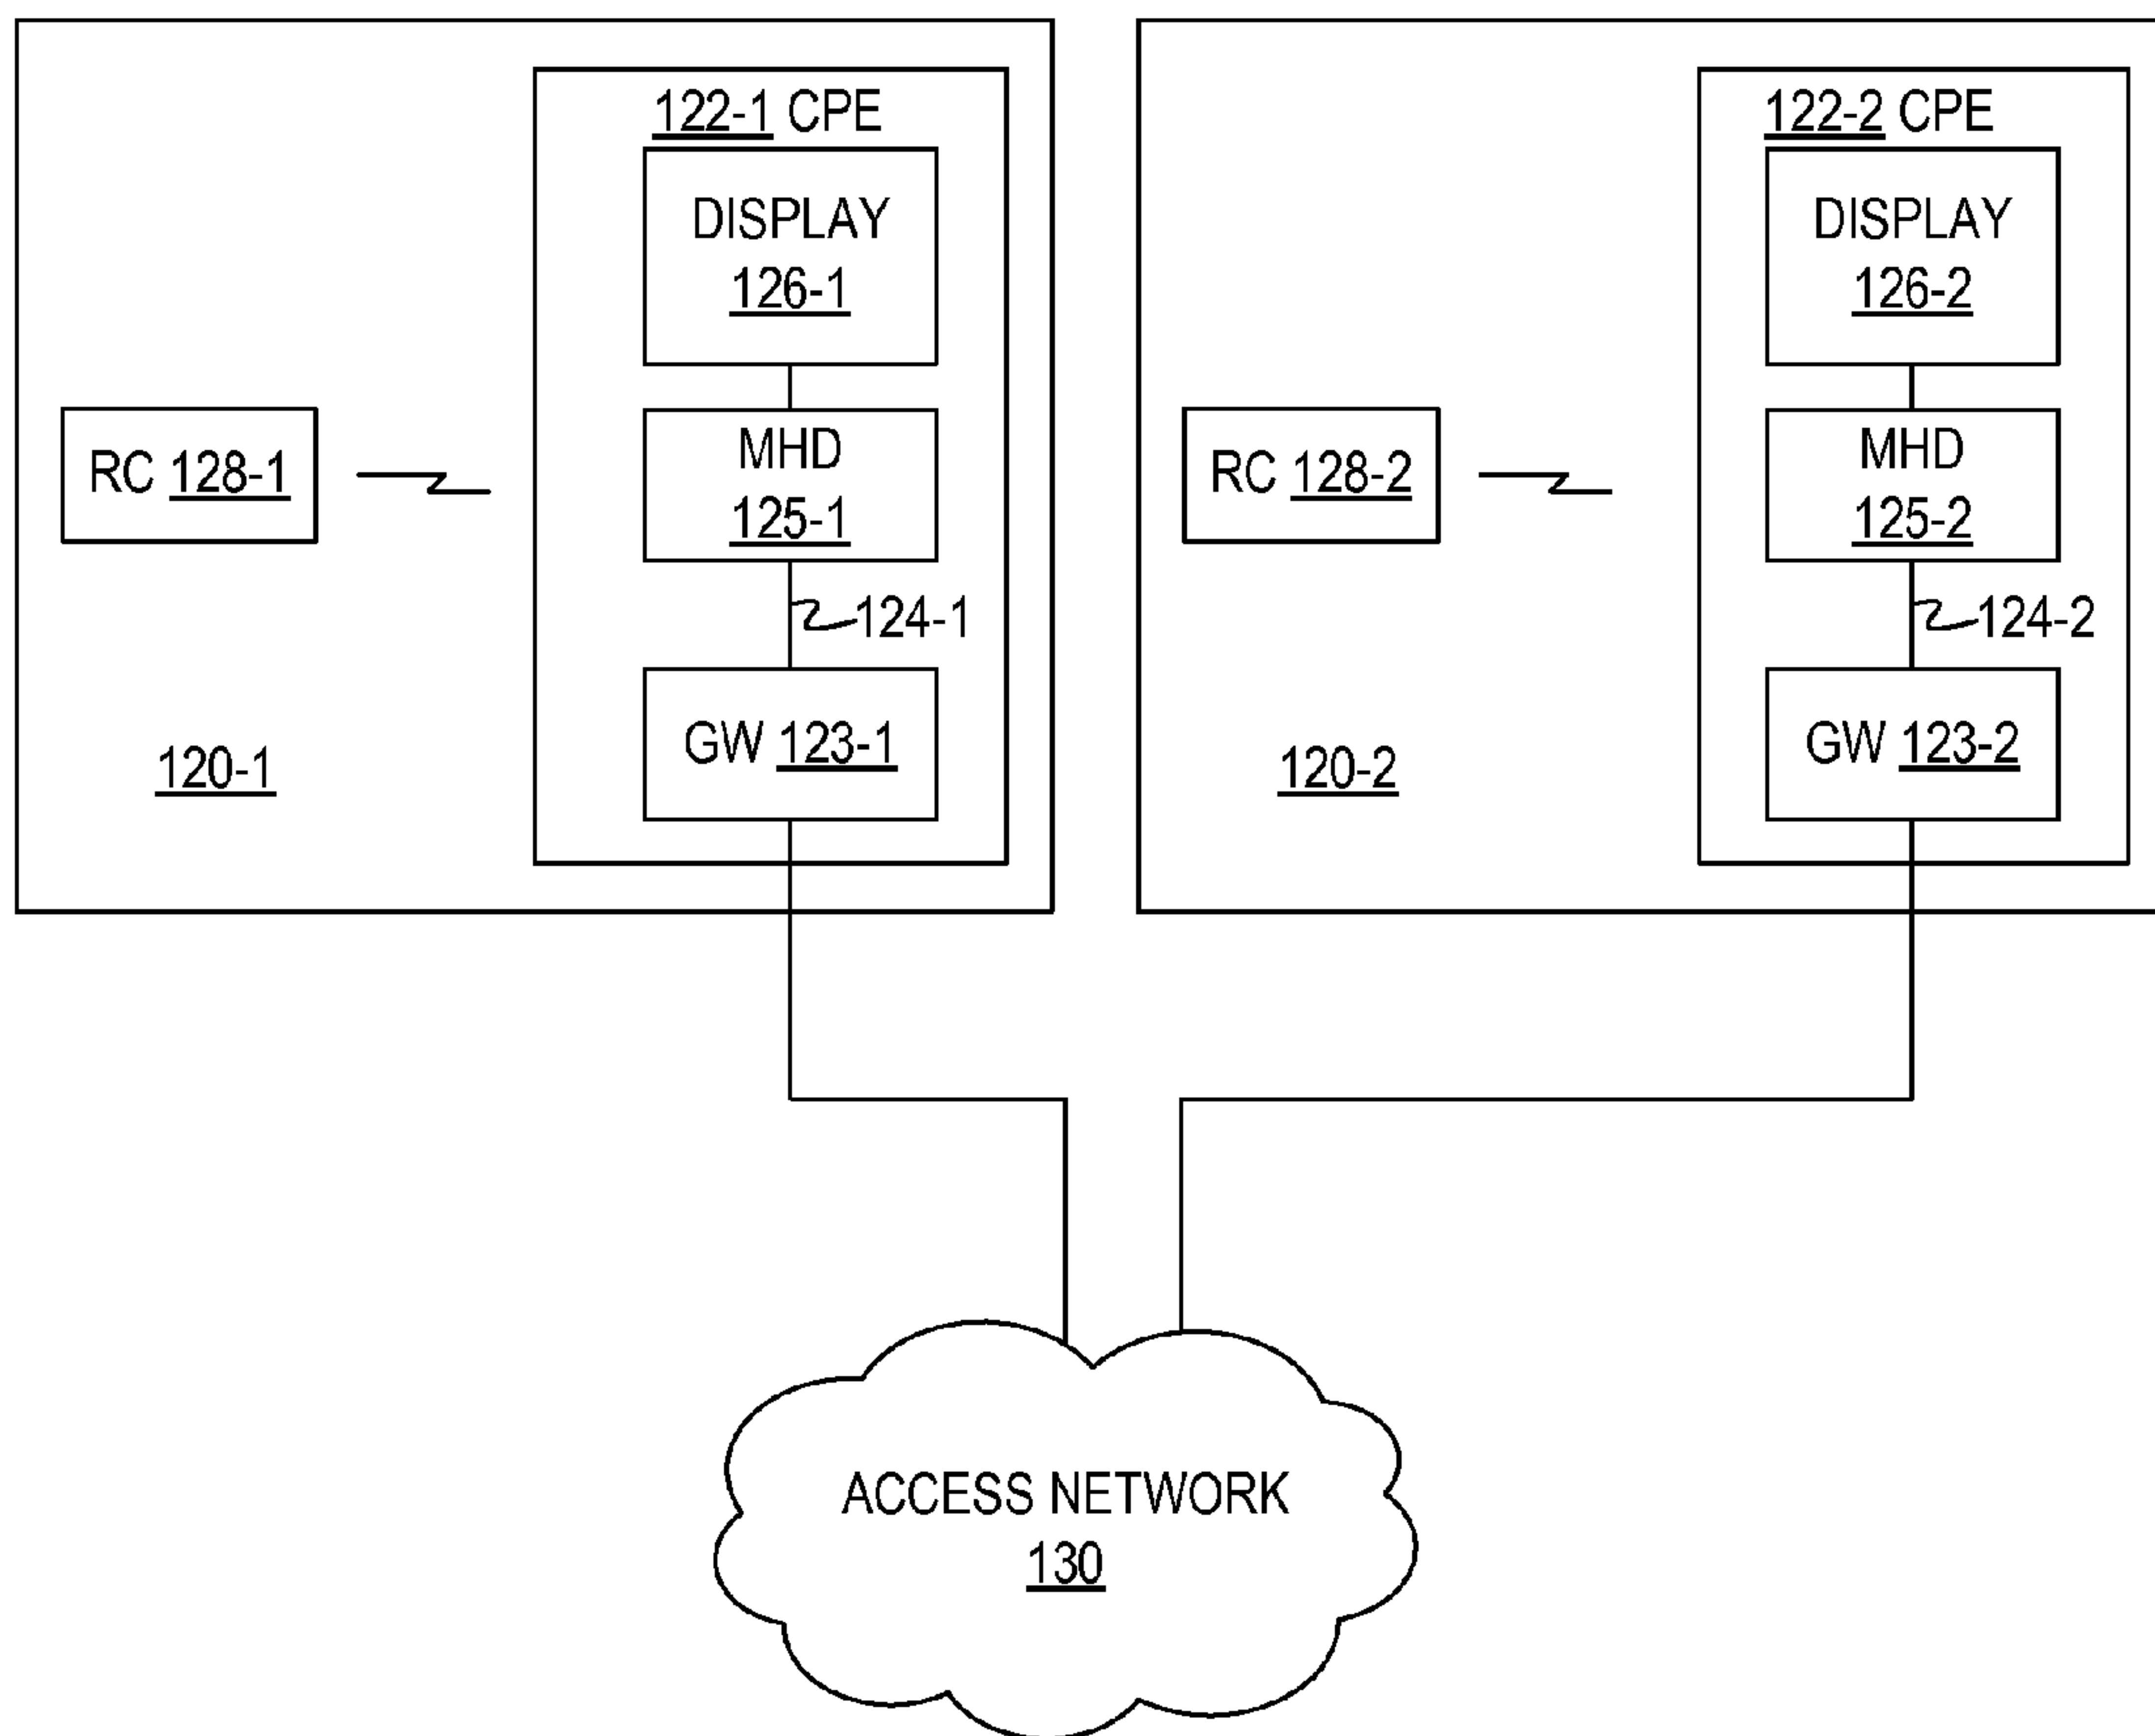 122-1 CPE
DISPLAY
126-1
RC 128-1
MHD
125-1
124-1
GW 123-1
120-1
122-2 CPE
DISPLAY
126-2
RC 128-2
MHD
125-2
124-2
GW 123-2
120-2
ACCESS NETWORK
130